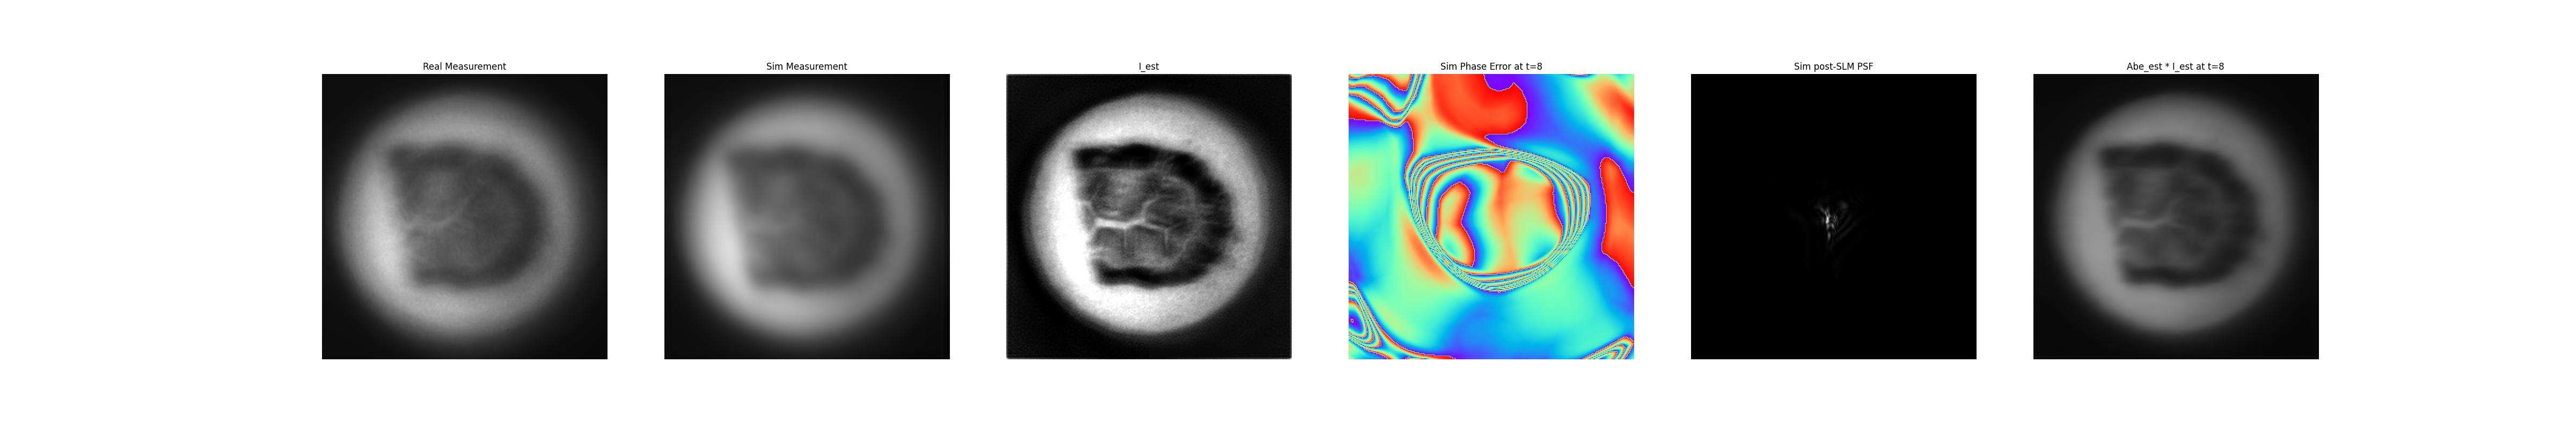 Real Measurement
Sim Measurement
I_est
Sim Phase Error at t=8
Sim post-SLM PSF
Abe_est * I_est at t=8